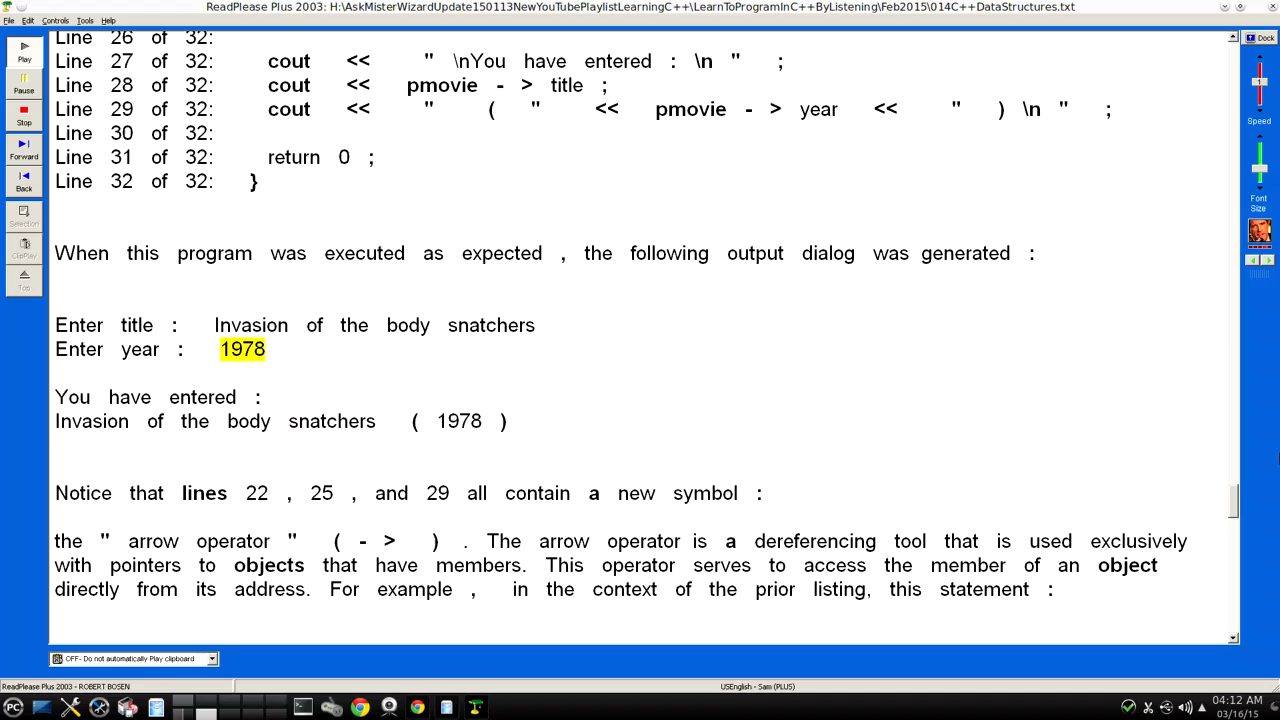 ReadPlease Plus 2003: H:\AskMisterWizardUpdate150113NewYouTubePlaylistLearningC++\LearnToProgramInC++ByListening\Feb2015\014C++DataStructures.txt
File Edit Controls Tools Help
Play
Pause
Stop
Forward
Back
Selection
ClipPlay
Top
Dock
Speed
Font
Size
Line 26 of 32:
Line 27 of 32: cout << " \nYou have entered : \n " ;
Line 28 of 32: cout << pmovie - > title ;
Line 29 of 32: cout << " ( " << pmovie - > year << " ) \n " ;
Line 30 of 32:
Line 31 of 32: return 0 ;
Line 32 of 32: }
When this program was executed as expected , the following output dialog was generated :
Enter title : Invasion of the body snatchers
Enter year : 1978
You have entered :
Invasion of the body snatchers ( 1978 )
Notice that lines 22 , 25 , and 29 all contain a new symbol :
the " arrow operator " ( - > ) . The arrow operator is a dereferencing tool that is used exclusively
with pointers to objects that have members. This operator serves to access the member of an object
directly from its address. For example , in the context of the prior listing, this statement :
OFF- Do not automatically Play clipboard
ReadPlease Plus 2003 - ROBERT BOSEN
USEnglish - Sam (PLUS)
PC
04:12 AM
03/16/15